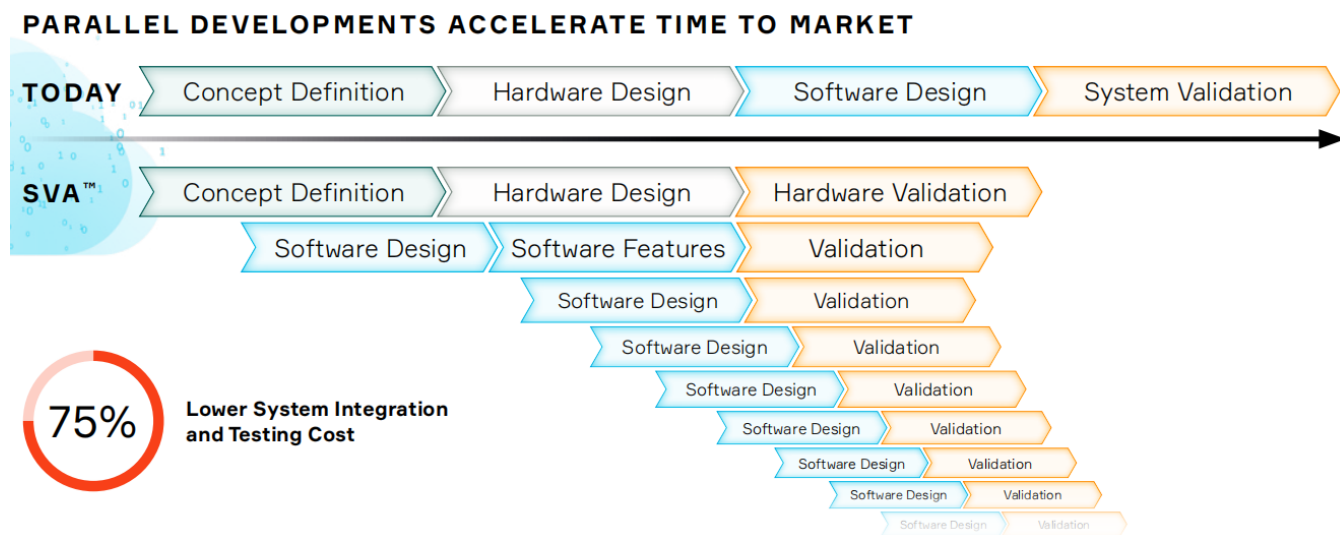 PARALLEL DEVELOPMENTS ACCELERATE TIME TO MARKET
TODAY Concept Definition Hardware Design Software Design System Validation
SVA™ Concept Definition Hardware Design Hardware Validation
Software Design Software Features Validation
Software Design Validation
Software Design Validation
Software Design Validation
Software Design Validation
Software Design Validation
Software Design Validation
Software Design Validation
75%
Lower System Integration
and Testing Cost